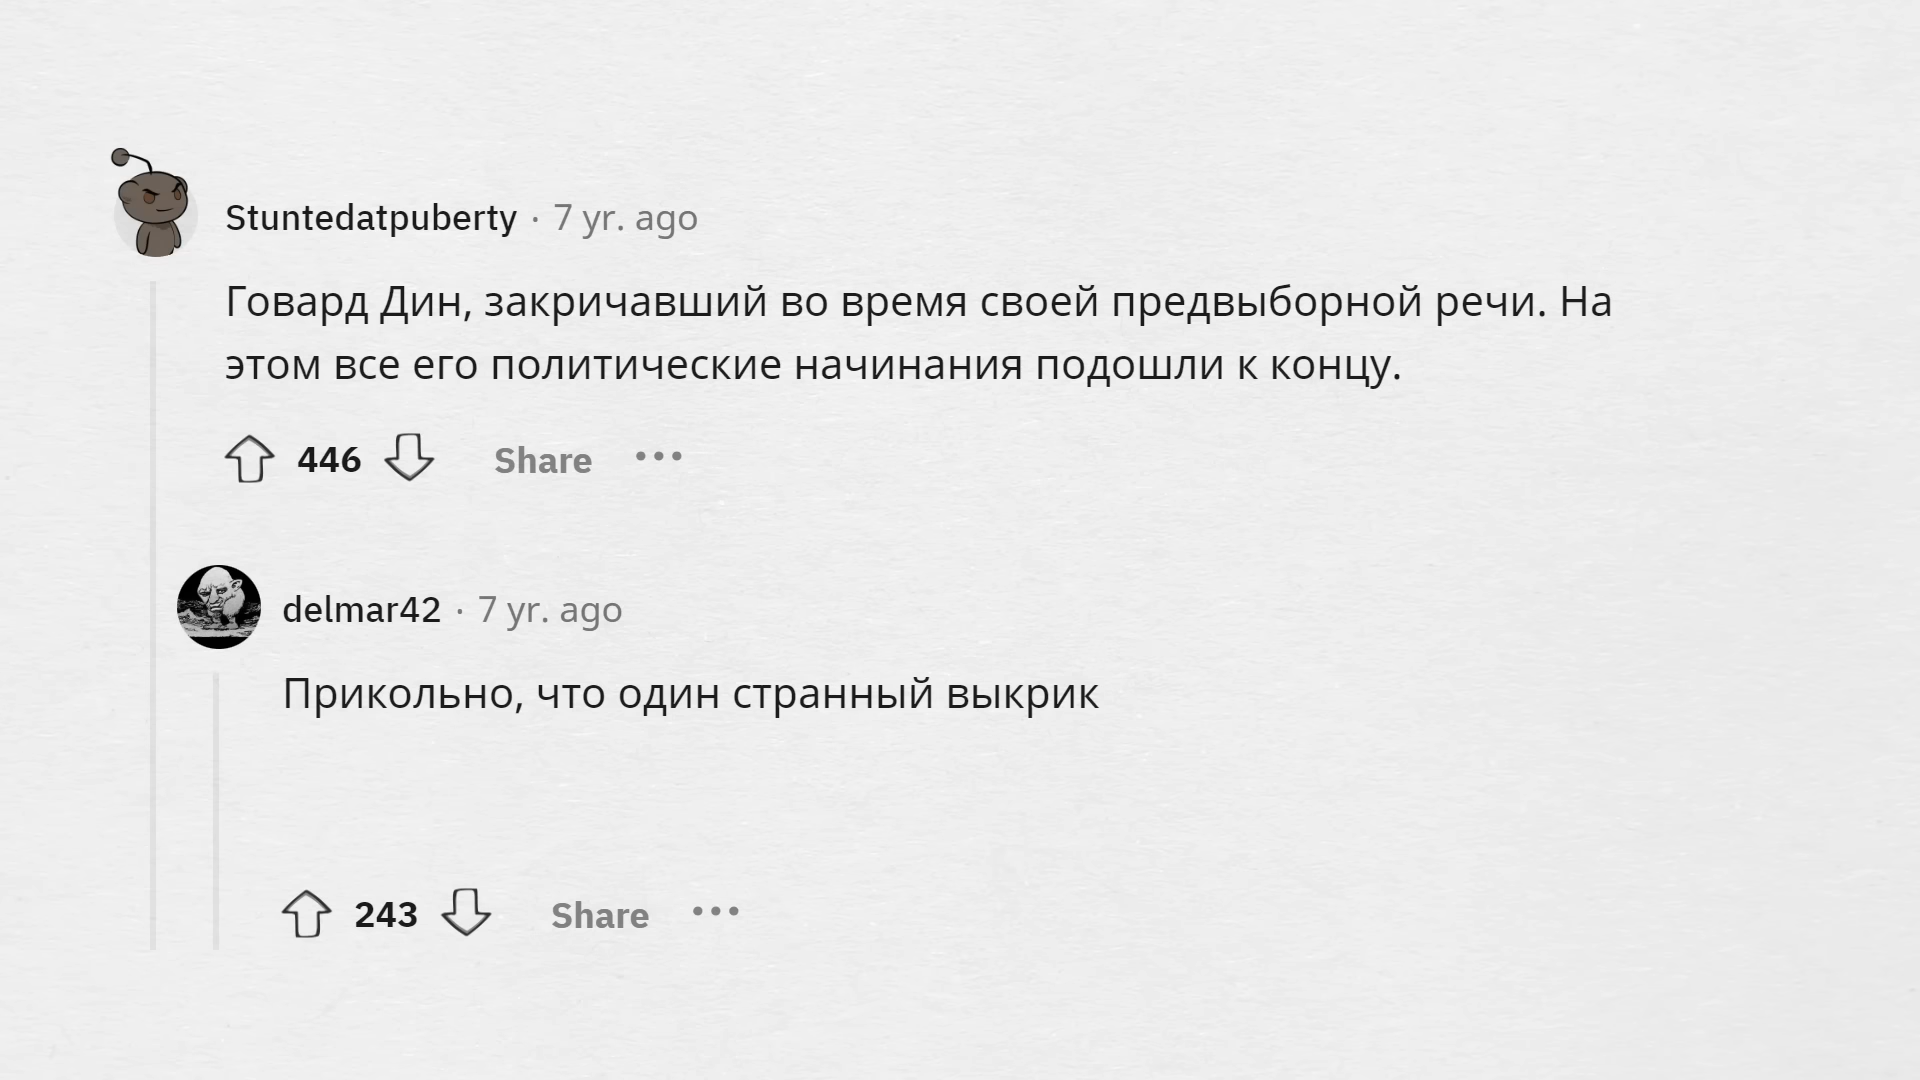 Stuntedatpuberty · 7 yr. ago
Говард Дин, закричавший во время своей предвыборной речи. На
этом все его политические начинания подошли к концу.
446 Share •••
delmar42 · 7 yr. ago
Прикольно, что один странный выкрик
243 Share •••